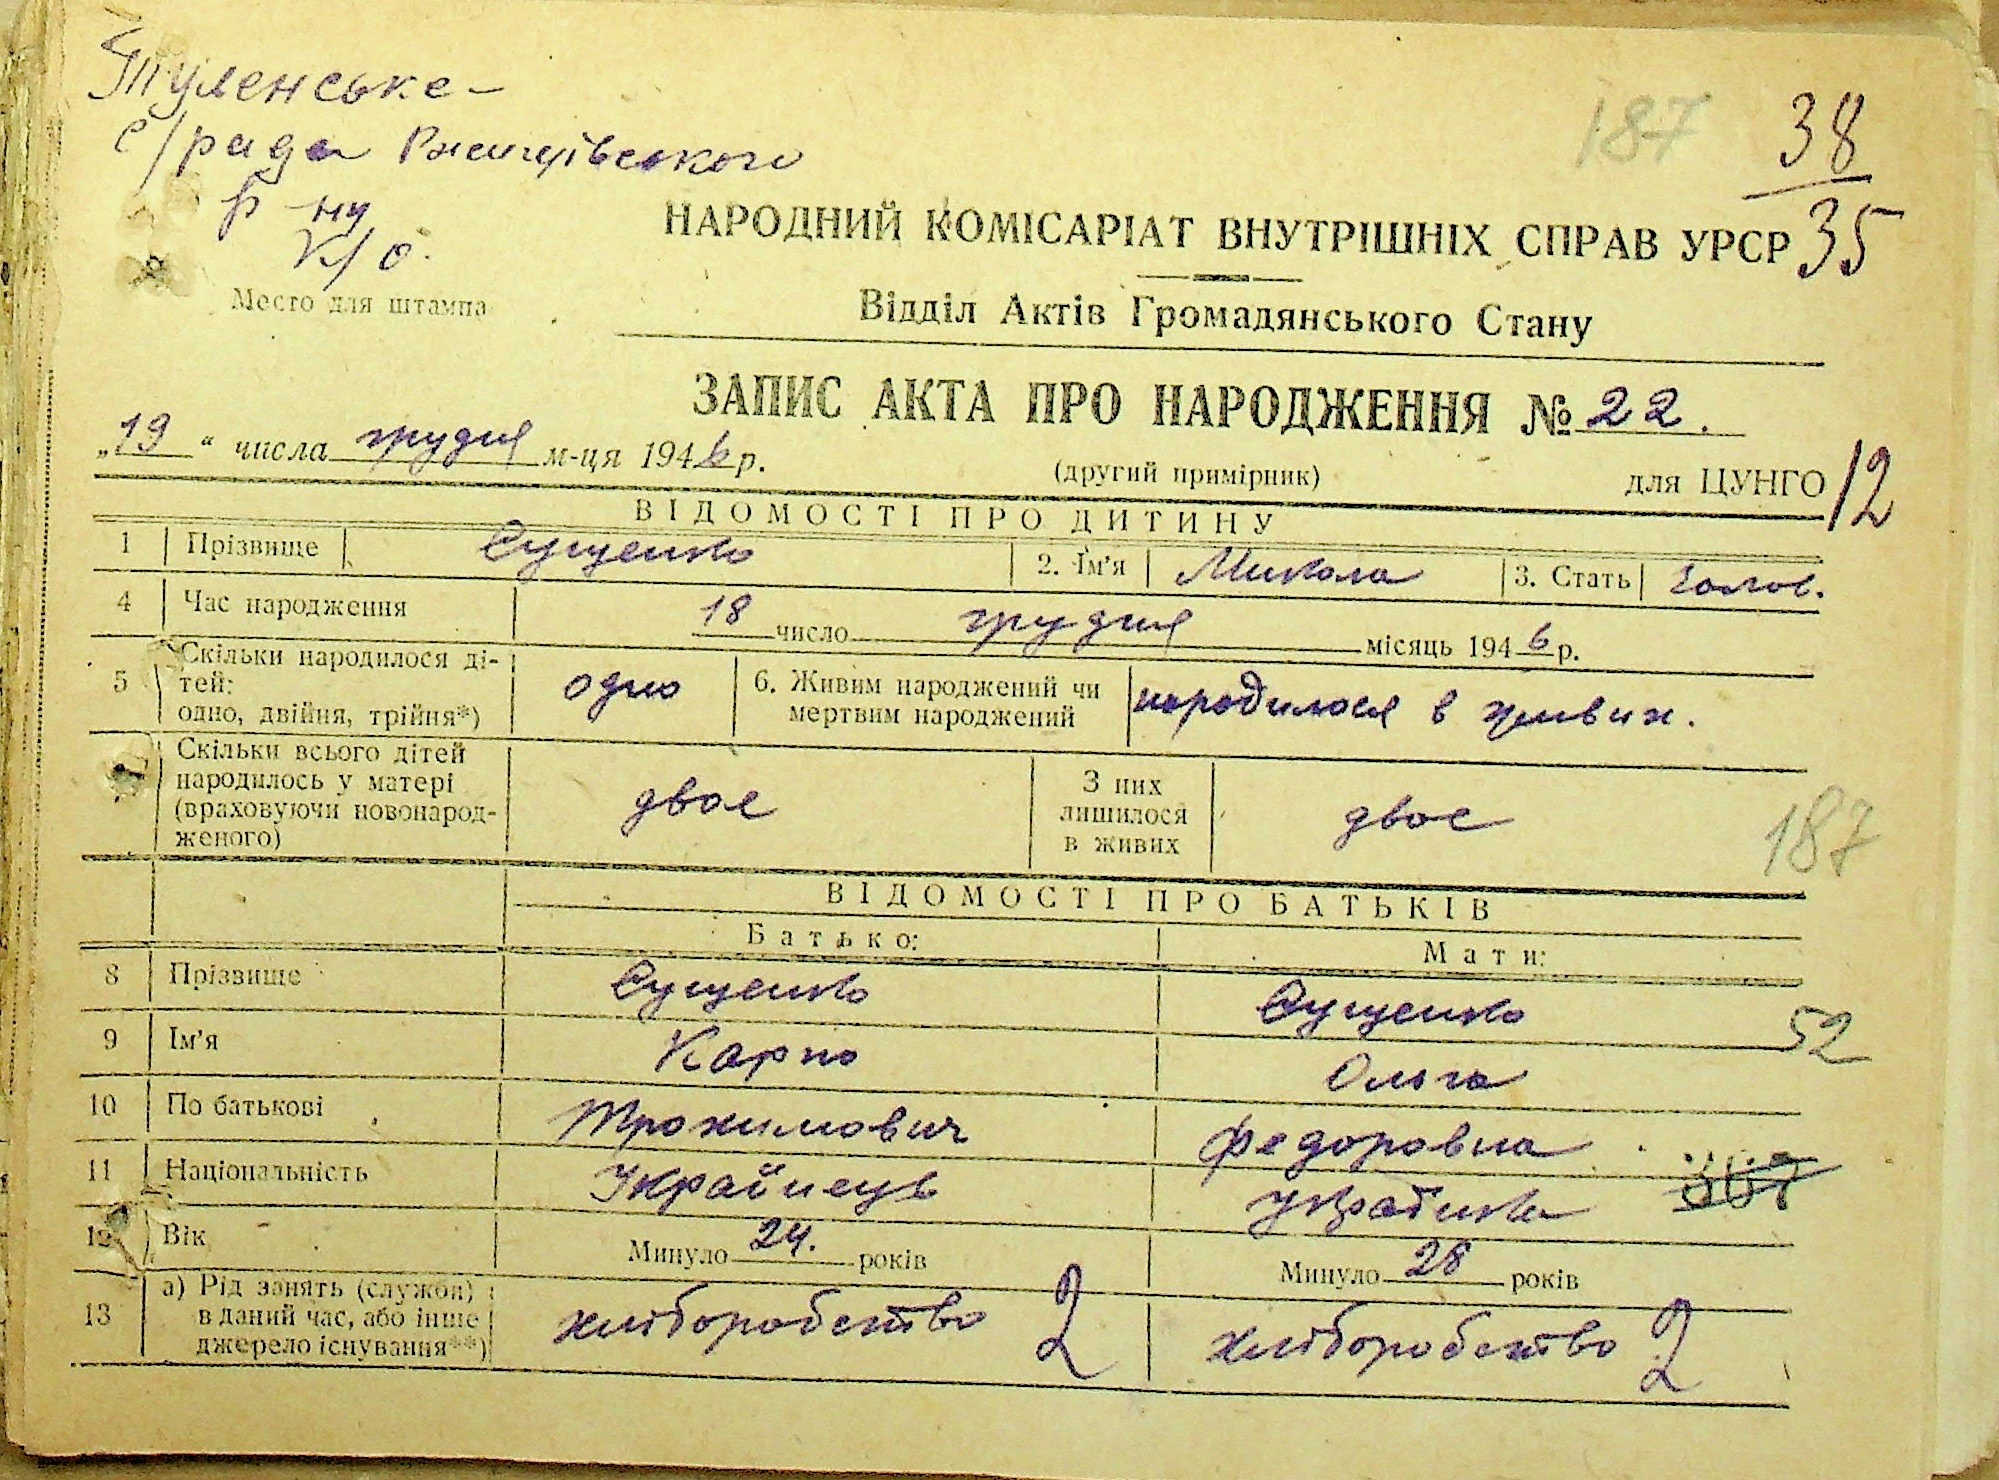 с/рада Ржищівського
р-ну
К/о.
Место для штампа
187 38
35
НАРОДНИЙ КОМІСАРІАТ ВНУТРІШНІХ СПРАВ УРСР
Відділ Актів Громадянського Стану
ЗАПИС АКТА ПРО НАРОДЖЕННЯ № 22.
„19“ числа грудня м-ця 1946 р.
(другий примірник) для ЦУНГО 12
ВІДОМОСТІ ПРО ДИТИНУ
1 Прізвище Сущенко 2. Ім'я Микола 3. Стать Чолов.
4 Час народження 18 число грудня місяць 1946 р.
5 Скільки народилося ді-
тей:
одно, двійня, трійня*) одно 6. Живим народжений чи
мертвим народжений народилося в живих.
Скільки всього дітей
народилось у матері
(враховуючи новонарод-
женого) двоє З них
лишилося
в живих двоє
187
ВІДОМОСТІ ПРО БАТЬКІВ
Батько: Мати:
8 Прізвище Сущенко Сущенко
52
9 Ім'я Карпо Ольга
10 По батькові Трохимович Федоровна
11 Національність Українець Українка
12 Вік Минуло 24. років Минуло 28 років
13 а) Рід занять (служби)
в даний час, або інше
джерело існування**) хліборобство 2 хліборобство 2